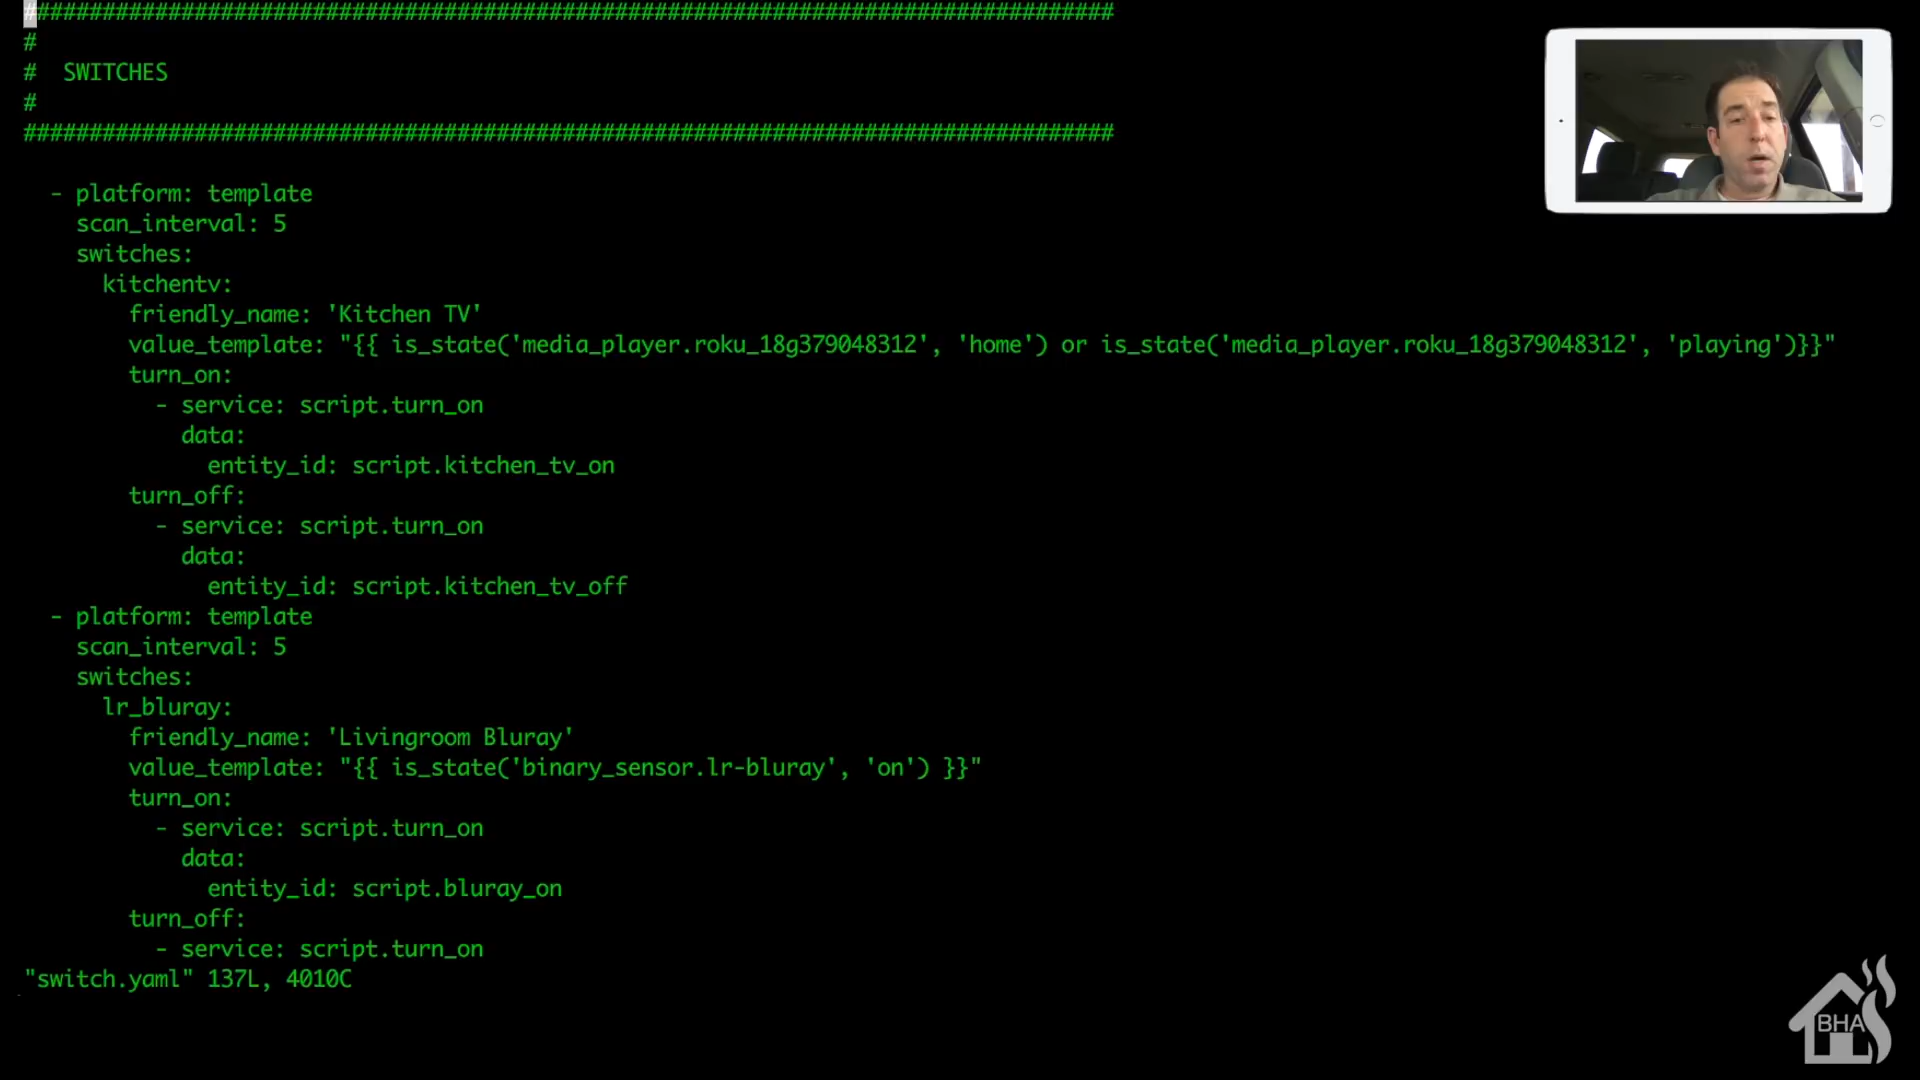 ###################################################################################
#
#  SWITCHES
#
###################################################################################
  - platform: template
    scan_interval: 5
    switches:
      kitchentv:
        friendly_name: 'Kitchen TV'
        value_template: "{{ is_state('media_player.roku_18g379048312', 'home') or is_state('media_player.roku_18g379048312', 'playing')}}"
        turn_on:
          - service: script.turn_on
            data:
              entity_id: script.kitchen_tv_on
        turn_off:
          - service: script.turn_on
            data:
              entity_id: script.kitchen_tv_off
  - platform: template
    scan_interval: 5
    switches:
      lr_bluray:
        friendly_name: 'Livingroom Bluray'
        value_template: "{{ is_state('binary_sensor.lr-bluray', 'on') }}"
        turn_on:
          - service: script.turn_on
            data:
              entity_id: script.bluray_on
        turn_off:
          - service: script.turn_on
"switch.yaml" 137L, 4010C
BHA